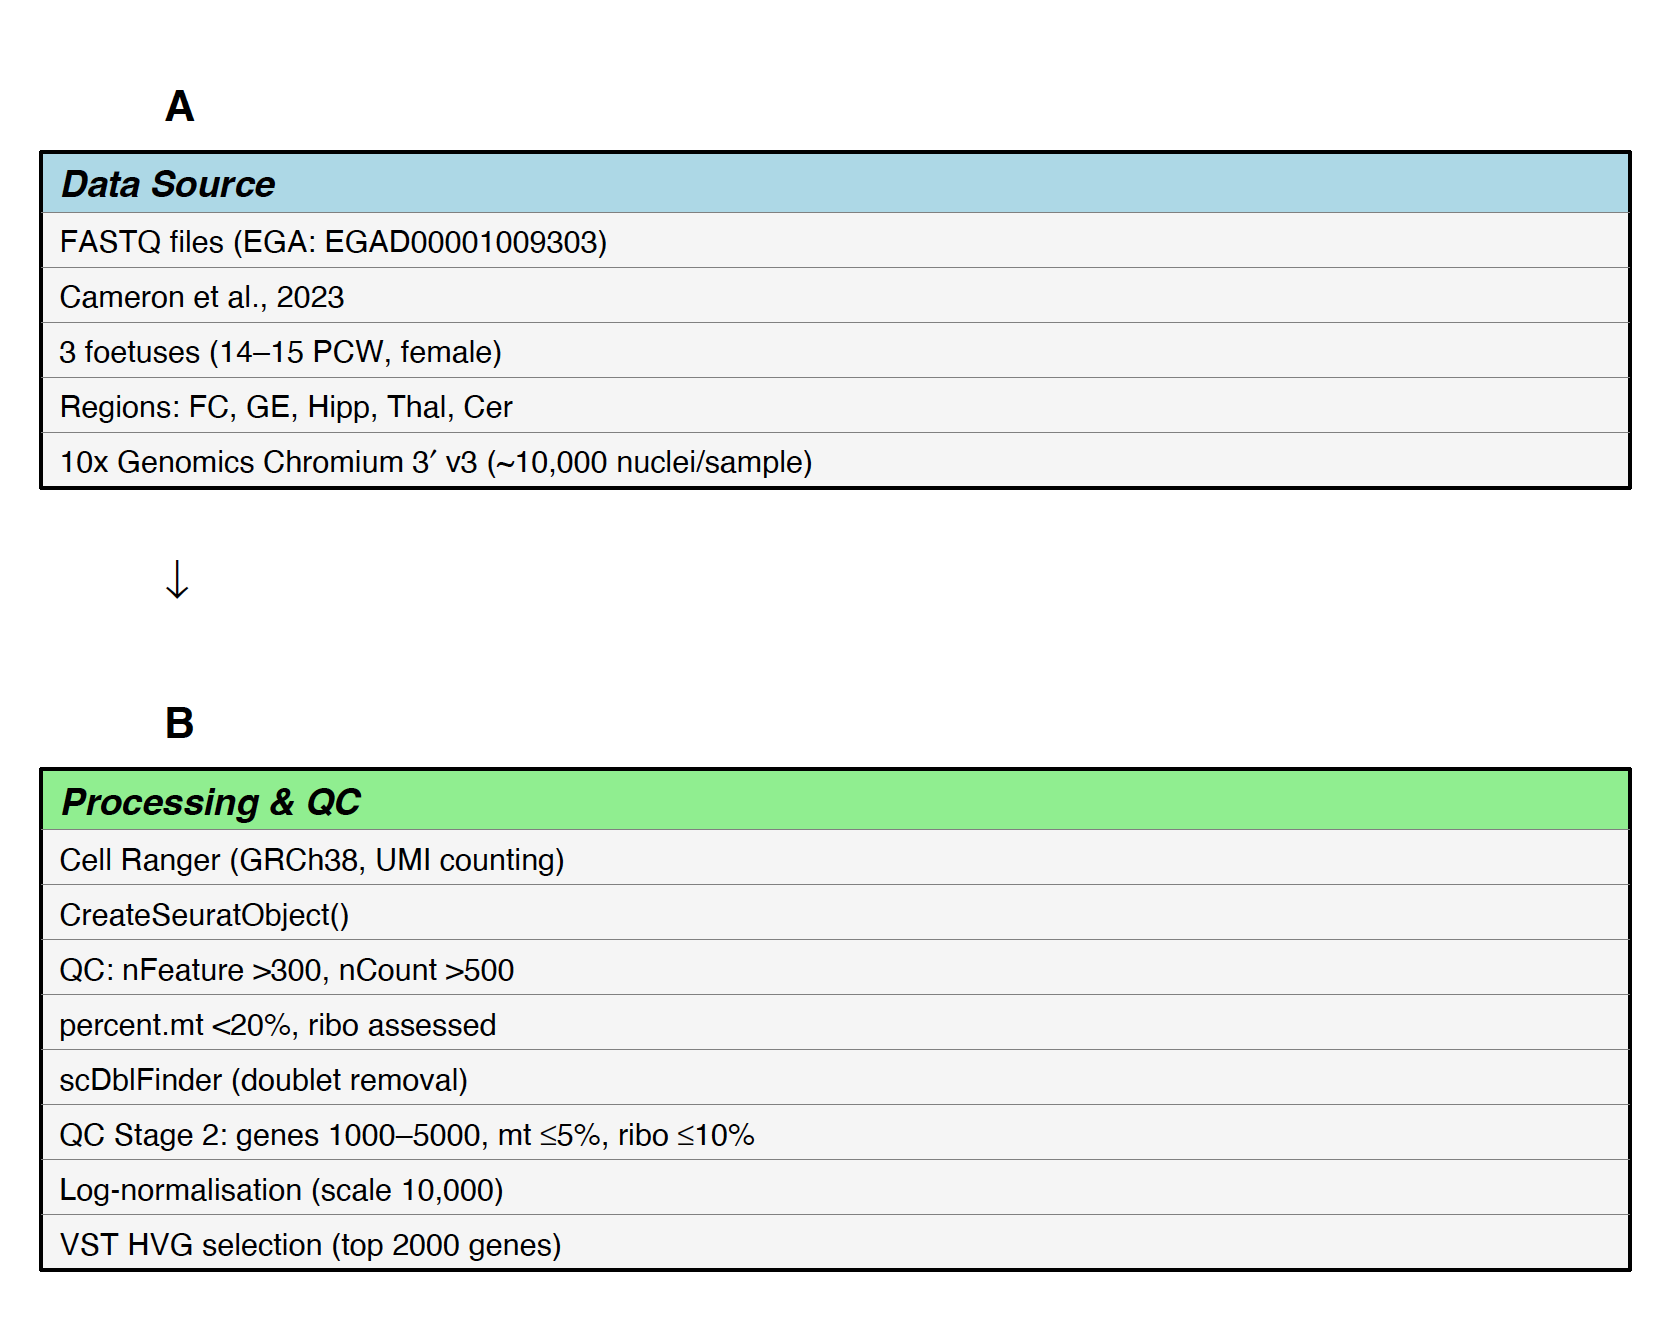 A
Data Source
FASTQ files (EGA: EGAD00001009303)
Cameron et al., 2023
3 foetuses (14–15 PCW, female)
Regions: FC, GE, Hipp, Thal, Cer
10x Genomics Chromium 3′ v3 (~10,000 nuclei/sample)
↓
B
Processing & QC
Cell Ranger (GRCh38, UMI counting)
CreateSeuratObject()
QC: nFeature >300, nCount >500
percent.mt <20%, ribo assessed
scDblFinder (doublet removal)
QC Stage 2: genes 1000–5000, mt ≤5%, ribo ≤10%
Log-normalisation (scale 10,000)
VST HVG selection (top 2000 genes)